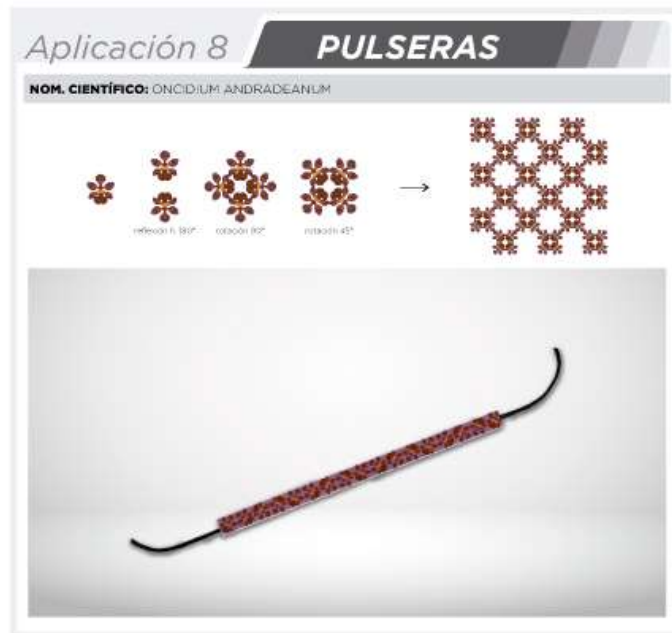 Aplicación 8
PULSERAS
NOM. CIENTÍFICO: ONCIDIUM ANDRADEANUM
reflexión h. 180° rotación 90° rotación 45°